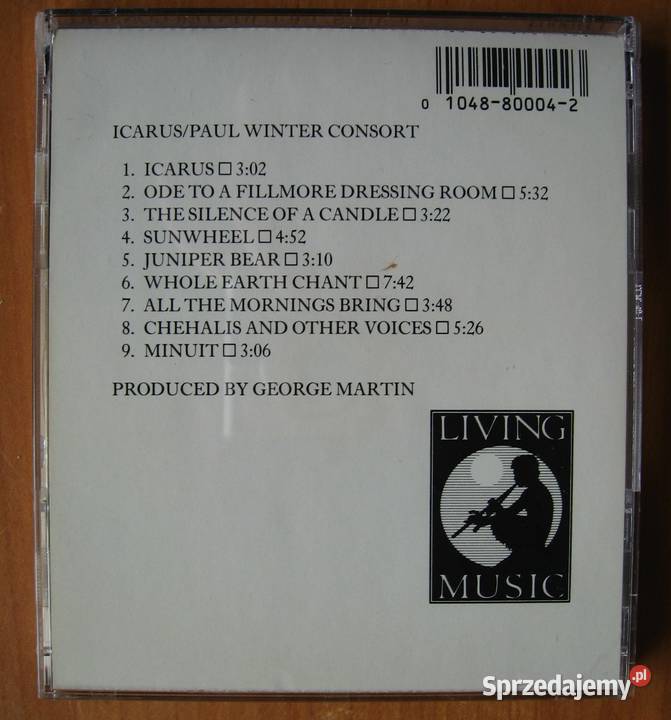 0 1048-80004-2
ICARUS/PAUL WINTER CONSORT
1. ICARUS □ 3:02
2. ODE TO A FILLMORE DRESSING ROOM □ 5:32
3. THE SILENCE OF A CANDLE □ 3:22
4. SUNWHEEL □ 4:52
5. JUNIPER BEAR □ 3:10
6. WHOLE EARTH CHANT □ 7:42
7. ALL THE MORNINGS BRING □ 3:48
8. CHEHALIS AND OTHER VOICES □ 5:26
9. MINUIT □ 3:06
PRODUCED BY GEORGE MARTIN
LIVING
MUSIC
Sprzedajemy.pl